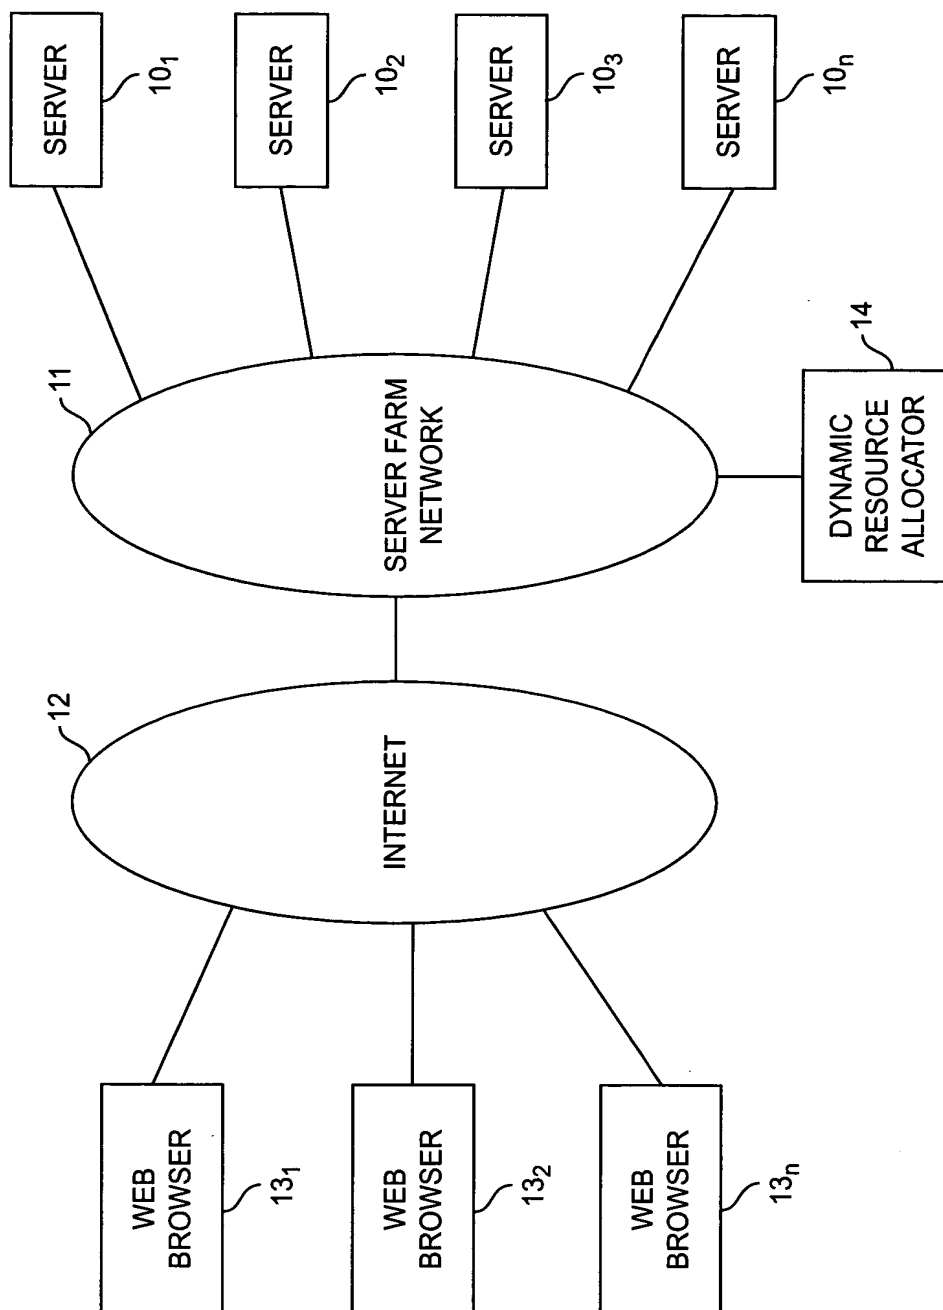 SERVER
10₁
SERVER
10₂
SERVER
10₃
SERVER
10ₙ
11
SERVER FARM
NETWORK
14
DYNAMIC
RESOURCE
ALLOCATOR
12
INTERNET
WEB
BROWSER
13₁
WEB
BROWSER
13₂
WEB
BROWSER
13ₙ